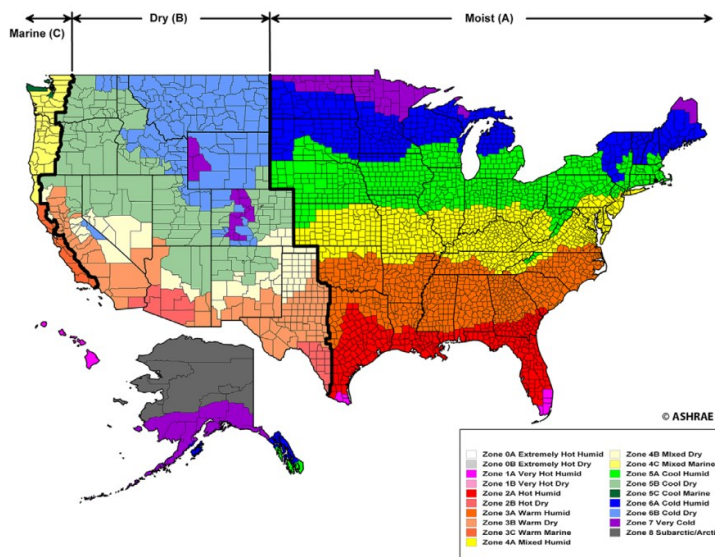 Dry (B)
Moist (A)
Marine (C)
© ASHRAE
Zone 0A Extremely Hot Humid
Zone 0B Extremely Hot Dry
Zone 1A Very Hot Humid
Zone 1B Very Hot Dry
Zone 2A Hot Humid
Zone 2B Hot Dry
Zone 3A Warm Humid
Zone 3B Warm Dry
Zone 3C Warm Marine
Zone 4A Mixed Humid
Zone 4B Mixed Dry
Zone 4C Mixed Marine
Zone 5A Cool Humid
Zone 5B Cool Dry
Zone 5C Cool Marine
Zone 6A Cold Humid
Zone 6B Cold Dry
Zone 7 Very Cold
Zone 8 Subarctic/Arcti